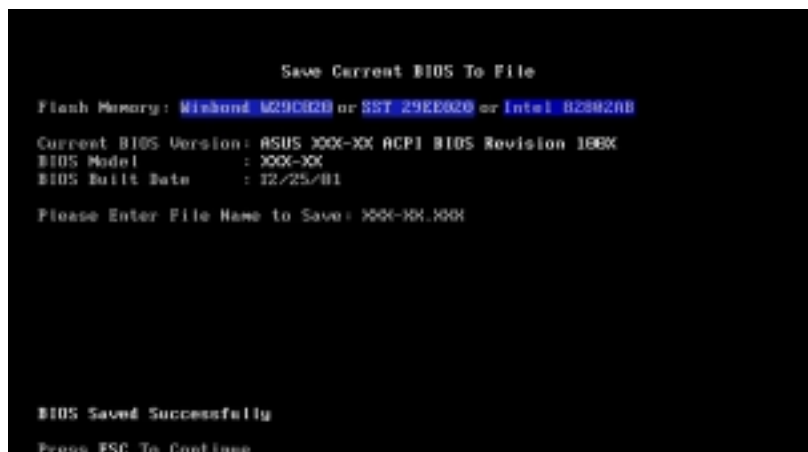 Save Current BIOS To File
Flash Memory: Winbond W29C020 or SST 29EE020 or Intel 82802AB
Current BIOS Version: ASUS XXX-XX ACPI BIOS Revision 100X
BIOS Model : XXX-XX
BIOS Built Date : 12/25/01
Please Enter File Name to Save: XXX-XX.XXX
BIOS Saved Successfully
Press ESC To Continue